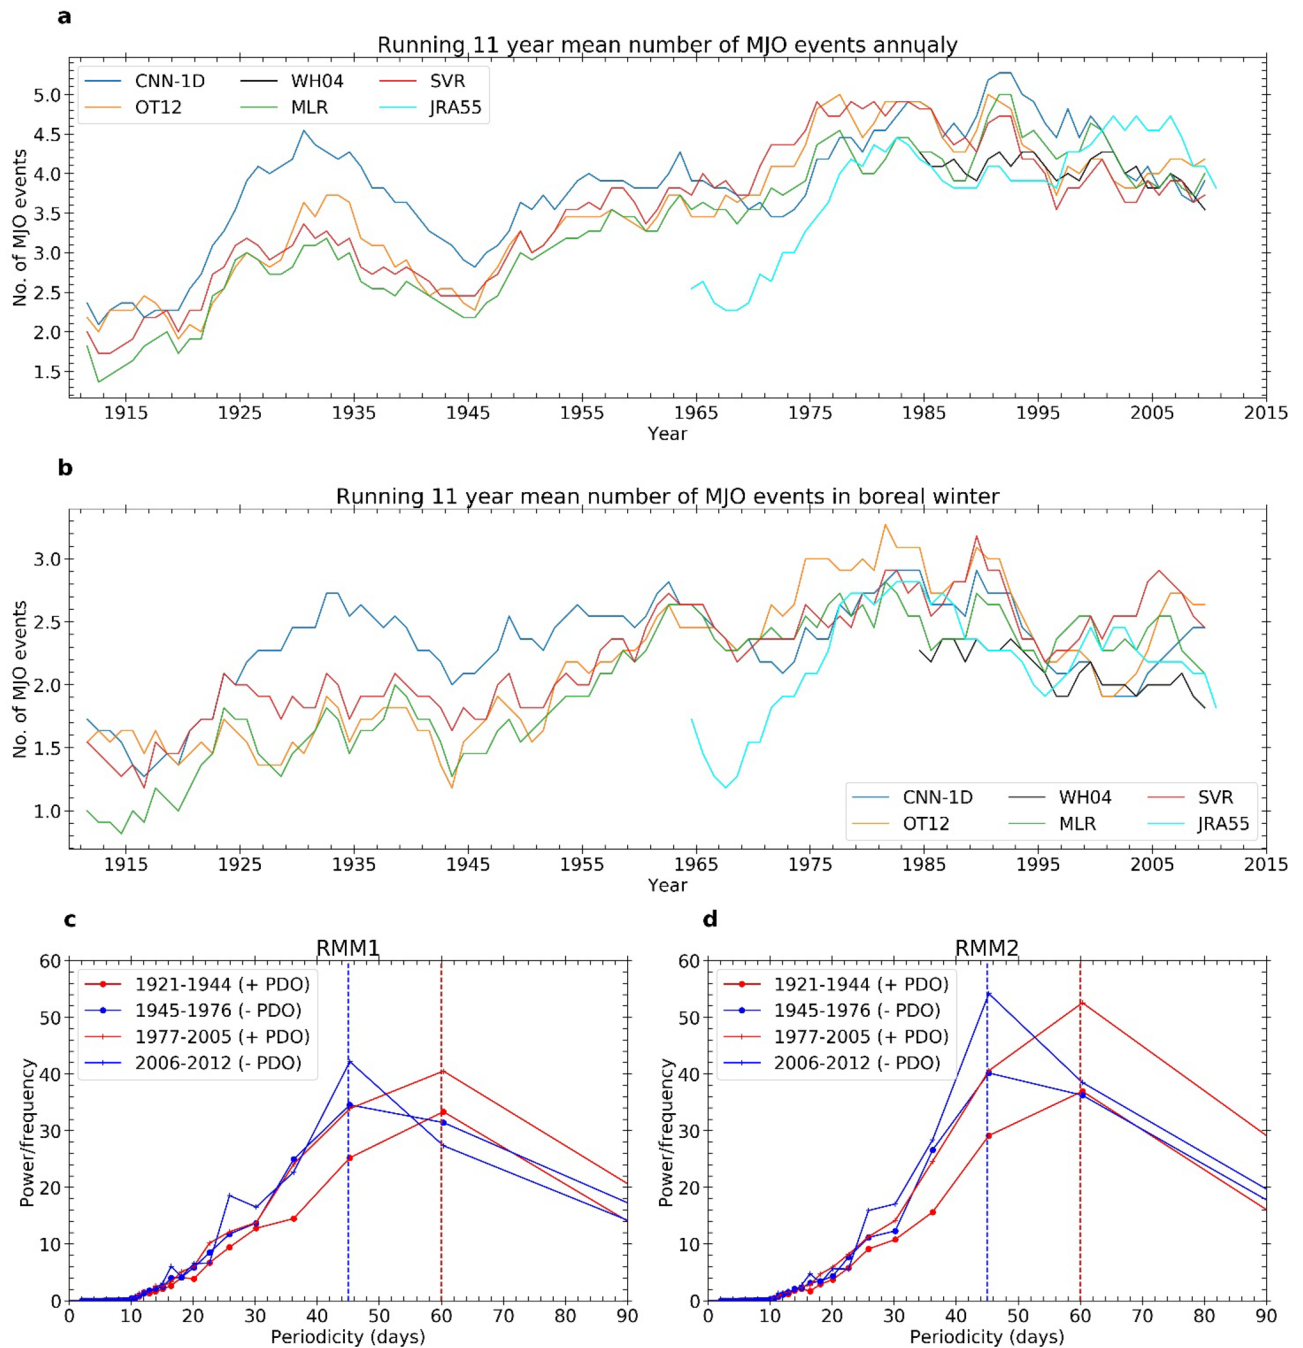 a
Running 11 year mean number of MJO events annualy
CNN-1D WH04 SVR
OT12 MLR JRA55
No. of MJO events
5.0
4.5
4.0
3.5
3.0
2.5
2.0
1.5
1915 1925 1935 1945 1955 1965 1975 1985 1995 2005 2015
Year
b
Running 11 year mean number of MJO events in boreal winter
No. of MJO events
3.0
2.5
2.0
1.5
1.0
CNN-1D WH04 SVR
OT12 MLR JRA55
1915 1925 1935 1945 1955 1965 1975 1985 1995 2005 2015
Year
c
RMM1
1921-1944 (+ PDO)
1945-1976 (- PDO)
1977-2005 (+ PDO)
2006-2012 (- PDO)
Power/frequency
60
50
40
30
20
10
0
0 10 20 30 40 50 60 70 80 90
Periodicity (days)
d
RMM2
1921-1944 (+ PDO)
1945-1976 (- PDO)
1977-2005 (+ PDO)
2006-2012 (- PDO)
Power/frequency
60
50
40
30
20
10
0
0 10 20 30 40 50 60 70 80 90
Periodicity (days)